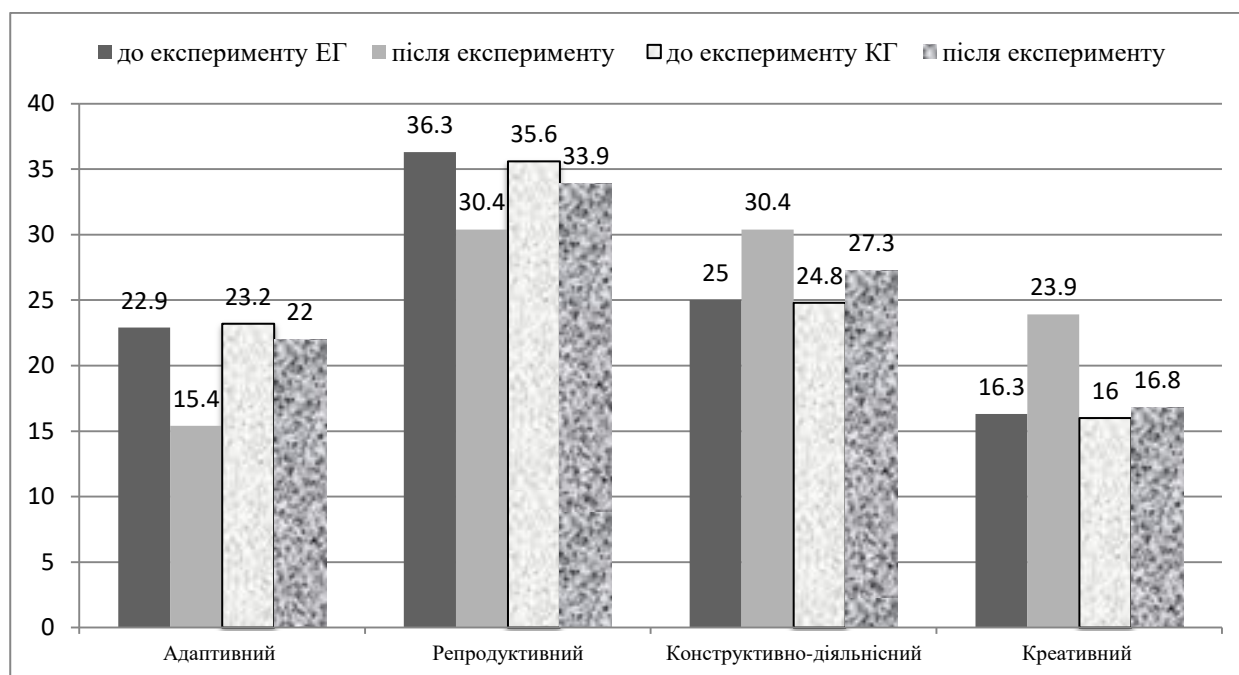 до експерименту ЕГ після експерименту до експерименту КГ після експерименту
40
35
30
25
20
15
10
5
0
22.9 15.4 23.2 22
36.3 30.4 35.6 33.9
25 30.4 24.8 27.3
16.3 23.9 16 16.8
Адаптивний Репродуктивний Конструктивно-діяльнісний Креативний